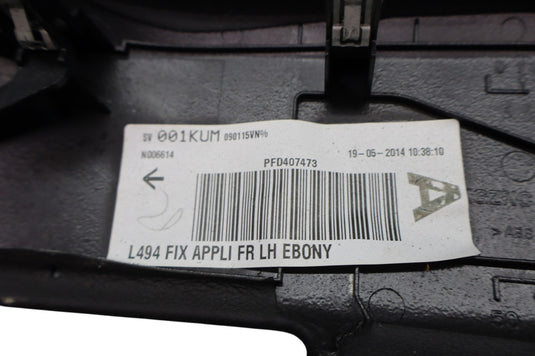 SV 001KUM 090115VN%
N006614
PFD407473
19-05-2014 10:38:10
A
L494 FIX APPLI FR LH EBONY